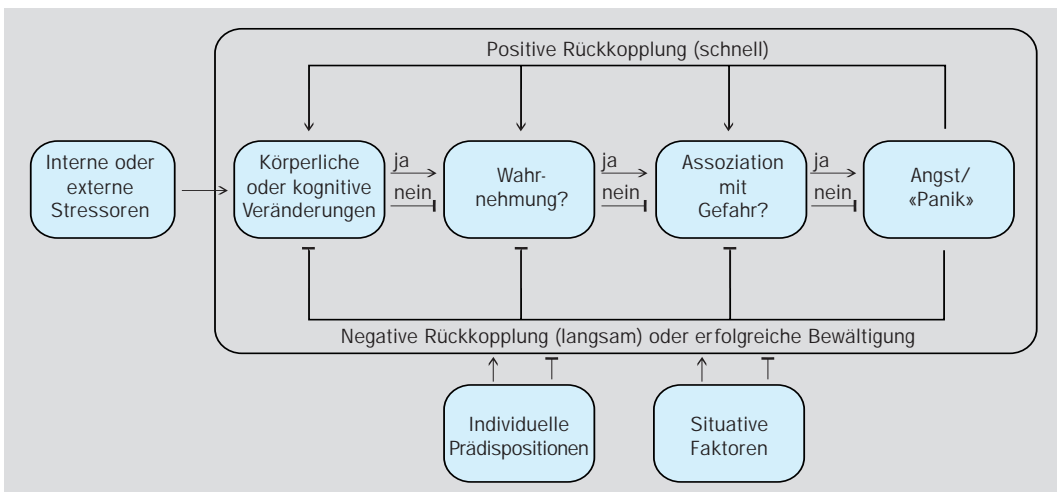 Positive Rückkopplung (schnell)
Interne oder
externe
Stressoren
Körperliche
oder kognitive
Veränderungen
ja
nein
Wahr-
nehmung?
ja
nein
Assoziation
mit
Gefahr?
ja
nein
Angst/
«Panik»
Negative Rückkopplung (langsam) oder erfolgreiche Bewältigung
Individuelle
Prädispositionen
Situative
Faktoren